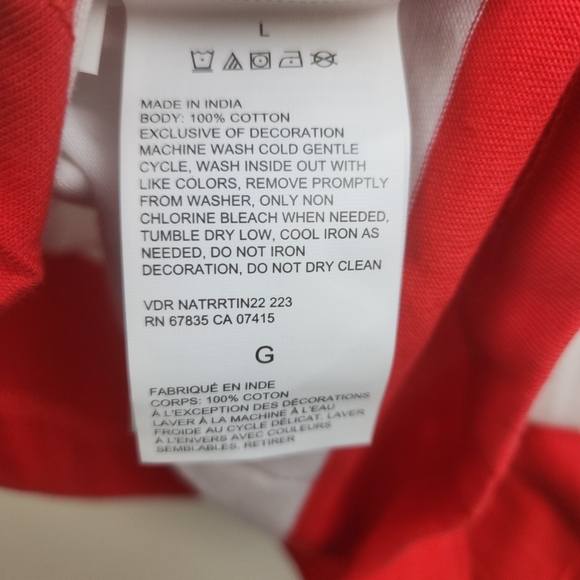 L
MADE IN INDIA
BODY: 100% COTTON
EXCLUSIVE OF DECORATION
MACHINE WASH COLD GENTLE
CYCLE, WASH INSIDE OUT WITH
LIKE COLORS, REMOVE PROMPTLY
FROM WASHER, ONLY NON
CHLORINE BLEACH WHEN NEEDED,
TUMBLE DRY LOW, COOL IRON AS
NEEDED, DO NOT IRON
DECORATION, DO NOT DRY CLEAN
VDR NATRRTIN22 223
RN 67835 CA 07415
G
FABRIQUÉ EN INDE
CORPS: 100% COTON
À L'EXCEPTION DES DÉCORATIONS
LAVER À LA MACHINE À L'EAU
FROIDE AU CYCLE DÉLICAT, LAVER
À L'ENVERS AVEC COULEURS
SEMBLABLES, RETIRER